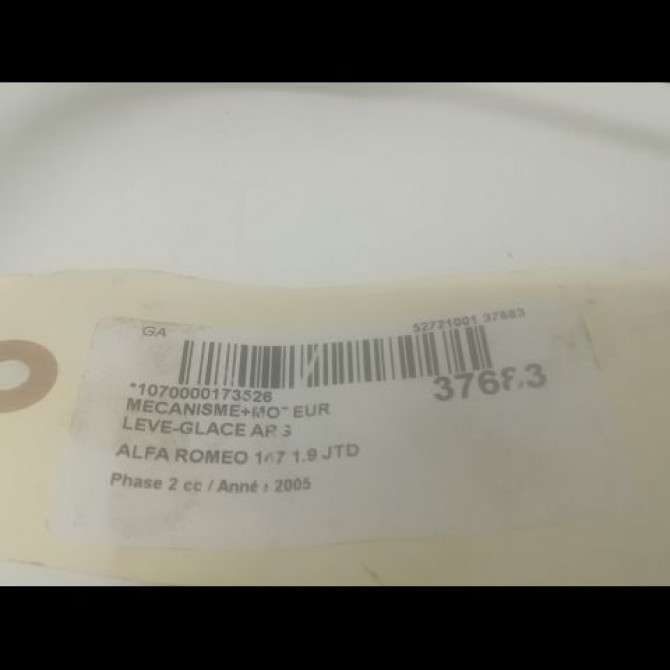 GA 52721001 37683
*1070000173526
37683
MECANISME+MOTEUR
LEVE-GLACE AR G
ALFA ROMEO 147 1.9 JTD
Phase 2 cc / Année 2005